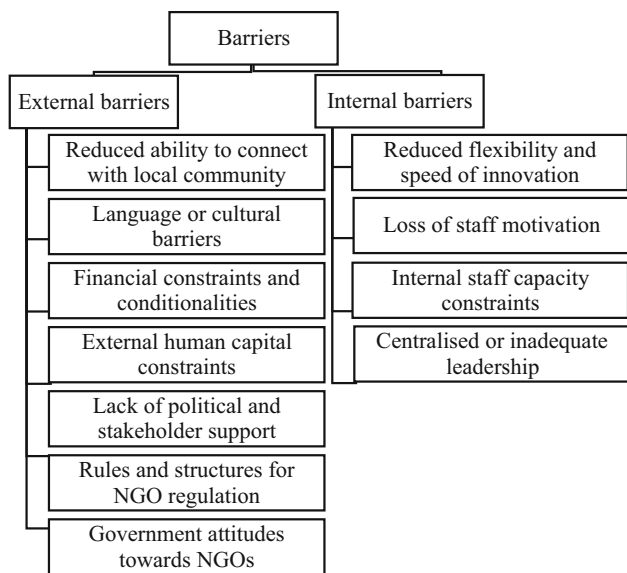 Barriers
External barriers
Reduced ability to connect
with local community
Language or cultural
barriers
Financial constraints and
conditionalities
External human capital
constraints
Lack of political and
stakeholder support
Rules and structures for
NGO regulation
Government attitudes
towards NGOs
Internal barriers
Reduced flexibility and
speed of innovation
Loss of staff motivation
Internal staff capacity
constraints
Centralised or inadequate
leadership